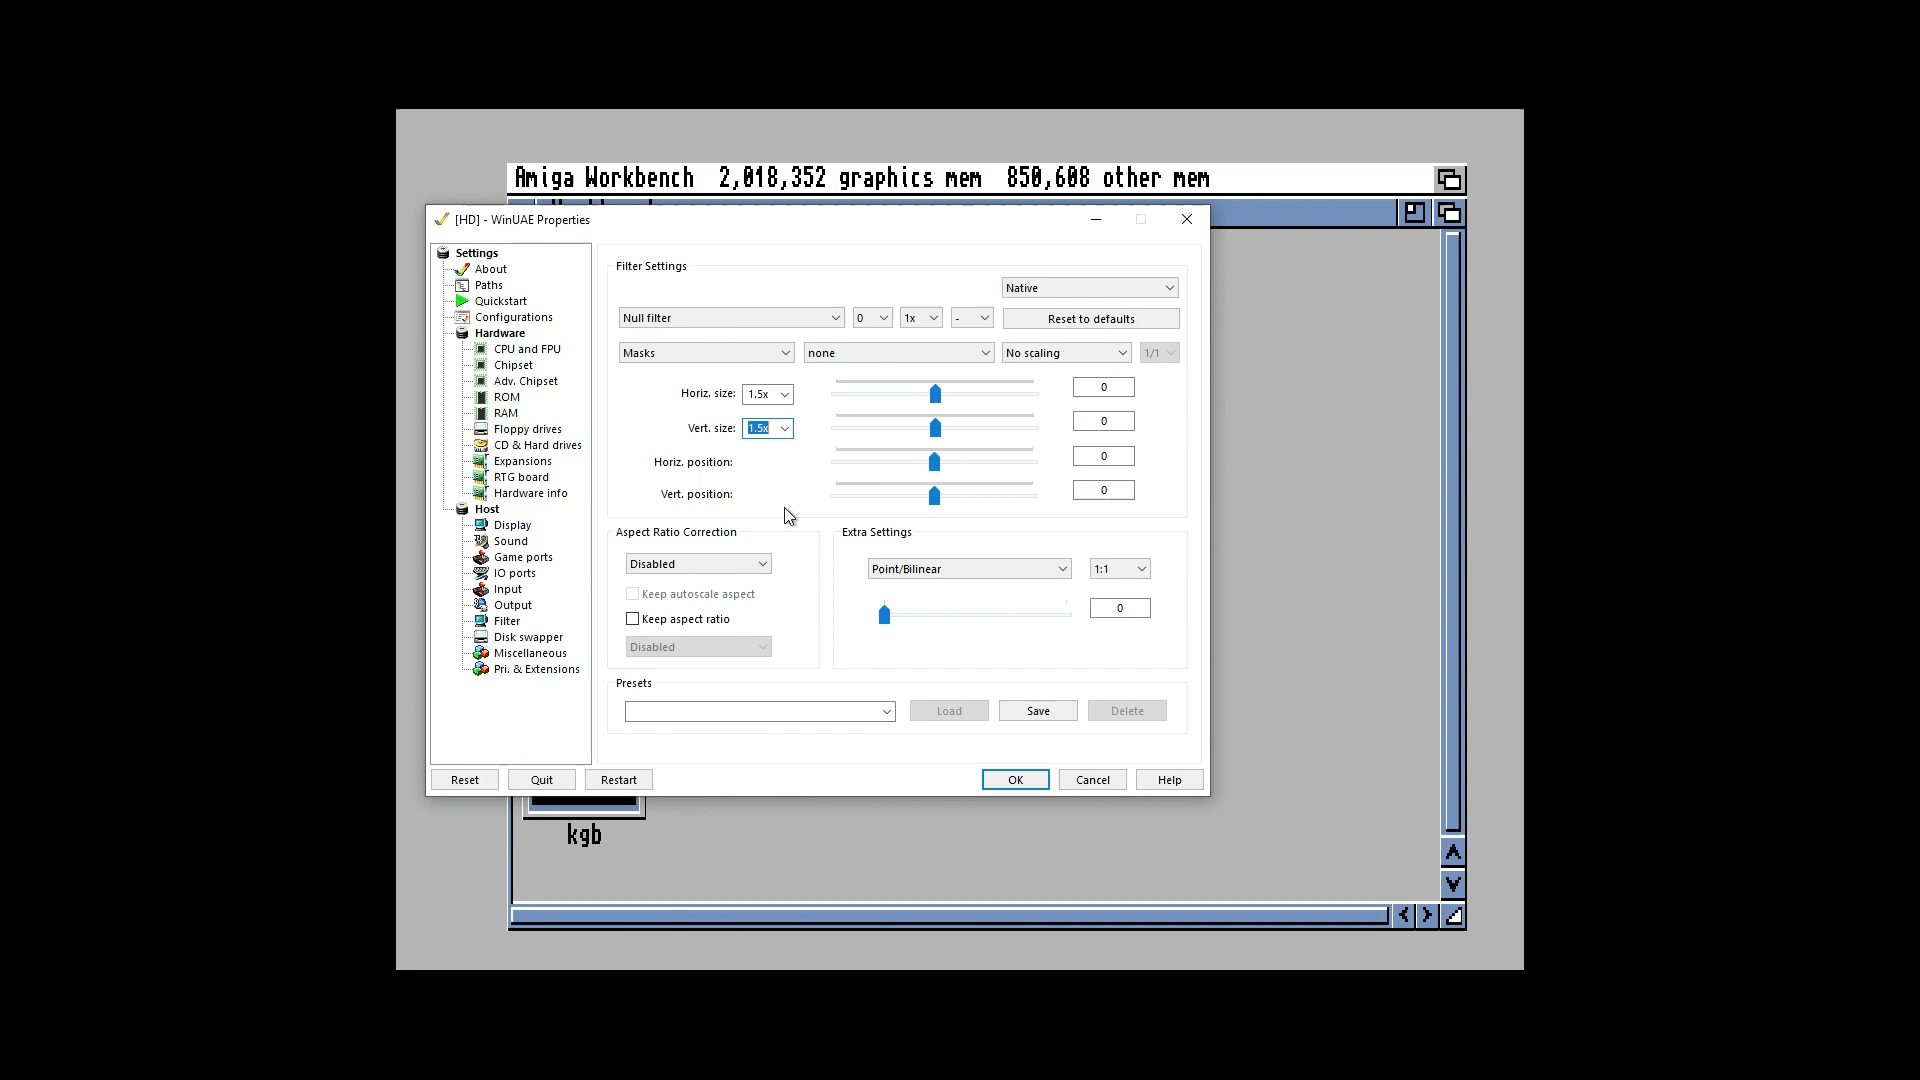 Amiga Workbench 2,018,352 graphics mem 850,608 other mem
[HD] - WinUAE Properties
Settings
About
Paths
Quickstart
Configurations
Hardware
CPU and FPU
Chipset
Adv. Chipset
ROM
RAM
Floppy drives
CD & Hard drives
Expansions
RTG board
Hardware info
Host
Display
Sound
Game ports
IO ports
Input
Output
Filter
Disk swapper
Miscellaneous
Pri. & Extensions
Filter Settings
Native
Null filter 0 1x - Reset to defaults
Masks none No scaling 1/1
Horiz. size: 1.5x 0
Vert. size: 1.5x 0
Horiz. position: 0
Vert. position: 0
Aspect Ratio Correction
Disabled
Keep autoscale aspect
Keep aspect ratio
Disabled
Extra Settings
Point/Bilinear 1:1
0
Presets
Load Save Delete
Reset Quit Restart OK Cancel Help
kgb